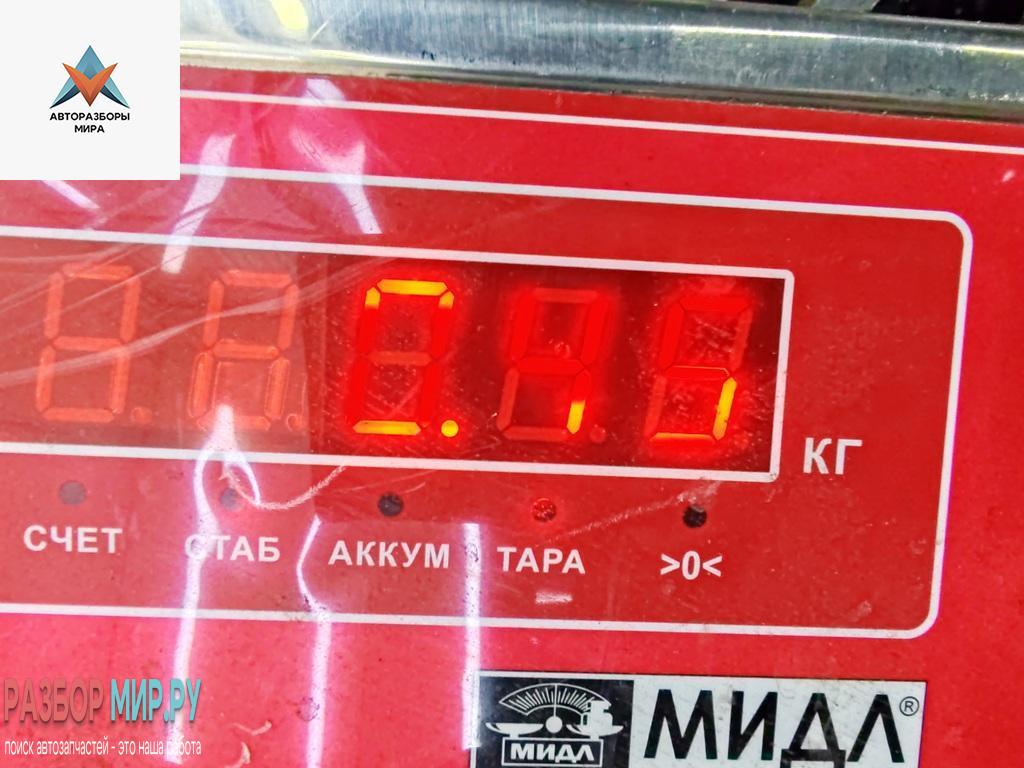 АВТОРАЗБОРЫ
МИРА
КГ
СЧЕТ СТАБ АККУМ ТАРА >0<
РАЗБОР МИР.РУ
поиск автозапчастей - это наша работа
МИДЛ
МИДЛ®